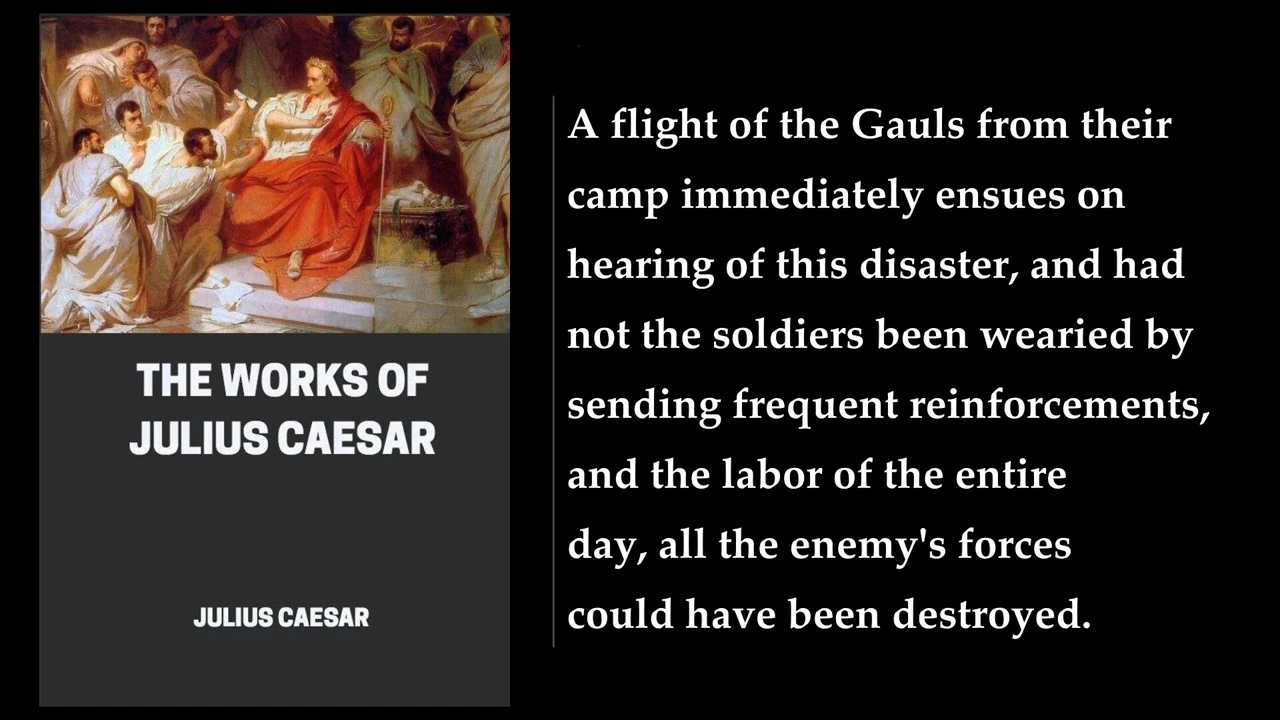 THE WORKS OF
JULIUS CAESAR
JULIUS CAESAR
A flight of the Gauls from their
camp immediately ensues on
hearing of this disaster, and had
not the soldiers been wearied by
sending frequent reinforcements,
and the labor of the entire
day, all the enemy's forces
could have been destroyed.